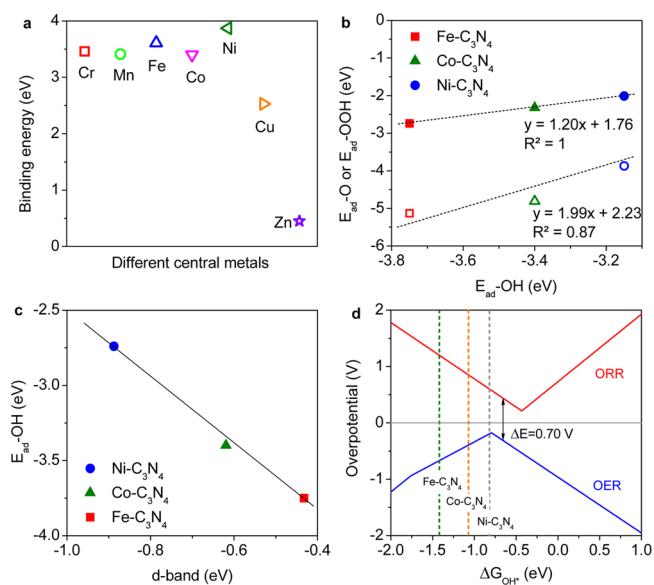 a
4
3
2
1
0
Binding energy (eV)
Cr
Mn
Fe
Co
Ni
Cu
Zn
Different central metals
b
0
-1
-2
-3
-4
-5
-6
E_ad-O or E_ad-OOH (eV)
Fe-C₃N₄
Co-C₃N₄
Ni-C₃N₄
y = 1.20x + 1.76
R² = 1
y = 1.99x + 2.23
R² = 0.87
-3.8 -3.6 -3.4 -3.2
E_ad-OH (eV)
c
-2.5
-3.0
-3.5
-4.0
E_ad-OH (eV)
Ni-C₃N₄
Co-C₃N₄
Fe-C₃N₄
-1.0 -0.8 -0.6 -0.4
d-band (eV)
d
2
1
0
-1
-2
Overpotential (V)
ORR
ΔE=0.70 V
OER
Fe-C₃N₄
Co-C₃N₄
Ni-C₃N₄
-2.0 -1.5 -1.0 -0.5 0.0 0.5 1.0
ΔG_OH* (eV)